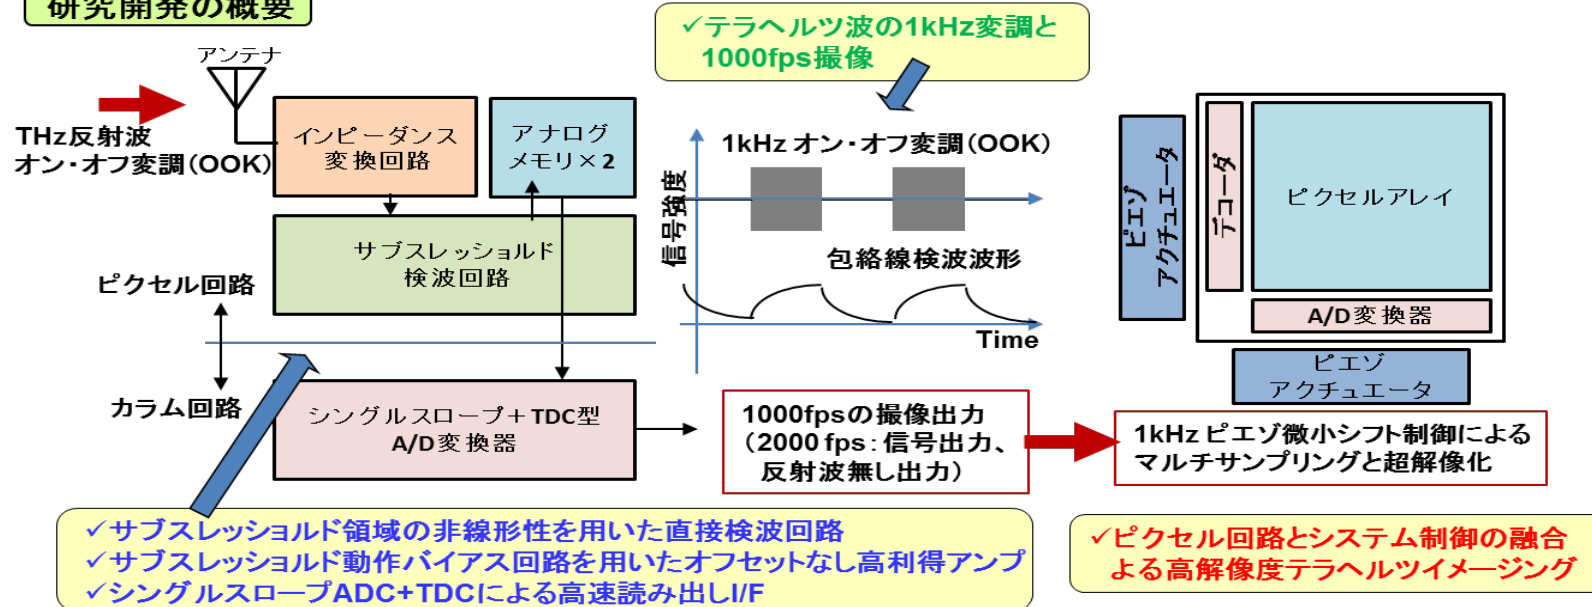 研究開発の概要
✓テラヘルツ波の1kHz変調と
1000fps撮像
アンテナ
THz反射波
オン・オフ変調(OOK)
インピーダンス
変換回路
アナログ
メモリ×2
サブスレッショルド
検波回路
ピクセル回路
カラム回路
シングルスロープ+TDC型
A/D変換器
信号強度
1kHz オン・オフ変調(OOK)
包絡線検波波形
Time
ピエゾ
アクチュエータ
デコーダ
ピクセルアレイ
A/D変換器
ピエゾ
アクチュエータ
1000fpsの撮像出力
(2000 fps:信号出力、
反射波無し出力)
1kHz ピエゾ微小シフト制御による
マルチサンプリングと超解像化
✓サブスレッショルド領域の非線形性を用いた直接検波回路
✓サブスレッショルド動作バイアス回路を用いたオフセットなし高利得アンプ
✓シングルスロープADC+TDCによる高速読み出しI/F
✓ピクセル回路とシステム制御の融合
よる高解像度テラヘルツイメージング